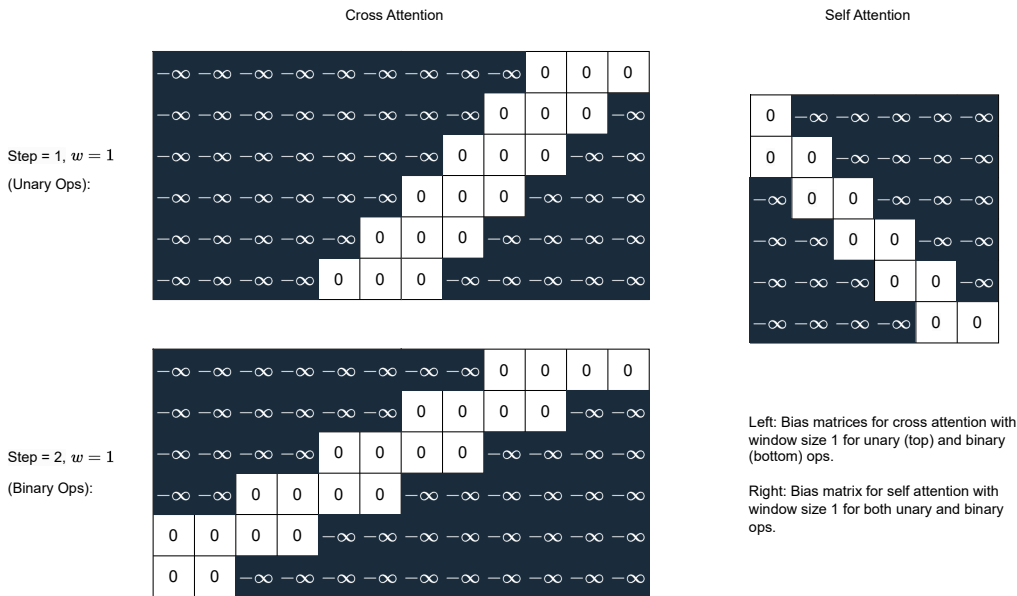 Cross Attention
Self Attention
Step = 1, w = 1
(Unary Ops):
−∞ −∞ −∞ −∞ −∞ −∞ −∞ −∞ −∞ 0 0 0
−∞ −∞ −∞ −∞ −∞ −∞ −∞ −∞ 0 0 0 −∞
−∞ −∞ −∞ −∞ −∞ −∞ −∞ 0 0 0 −∞ −∞
−∞ −∞ −∞ −∞ −∞ −∞ 0 0 0 −∞ −∞ −∞
−∞ −∞ −∞ −∞ −∞ 0 0 0 −∞ −∞ −∞ −∞
−∞ −∞ −∞ −∞ 0 0 0 −∞ −∞ −∞ −∞ −∞
0 −∞ −∞ −∞ −∞ −∞
0 0 −∞ −∞ −∞ −∞
−∞ 0 0 −∞ −∞ −∞
−∞ −∞ 0 0 −∞ −∞
−∞ −∞ −∞ 0 0 −∞
−∞ −∞ −∞ −∞ 0 0
Step = 2, w = 1
(Binary Ops):
−∞ −∞ −∞ −∞ −∞ −∞ −∞ −∞ 0 0 0 0
−∞ −∞ −∞ −∞ −∞ −∞ 0 0 0 0 −∞ −∞
−∞ −∞ −∞ −∞ 0 0 0 0 −∞ −∞ −∞ −∞
−∞ −∞ 0 0 0 0 −∞ −∞ −∞ −∞ −∞ −∞
0 0 0 0 −∞ −∞ −∞ −∞ −∞ −∞ −∞ −∞
0 0 −∞ −∞ −∞ −∞ −∞ −∞ −∞ −∞ −∞ −∞
Left: Bias matrices for cross attention with
window size 1 for unary (top) and binary
(bottom) ops.
Right: Bias matrix for self attention with
window size 1 for both unary and binary
ops.